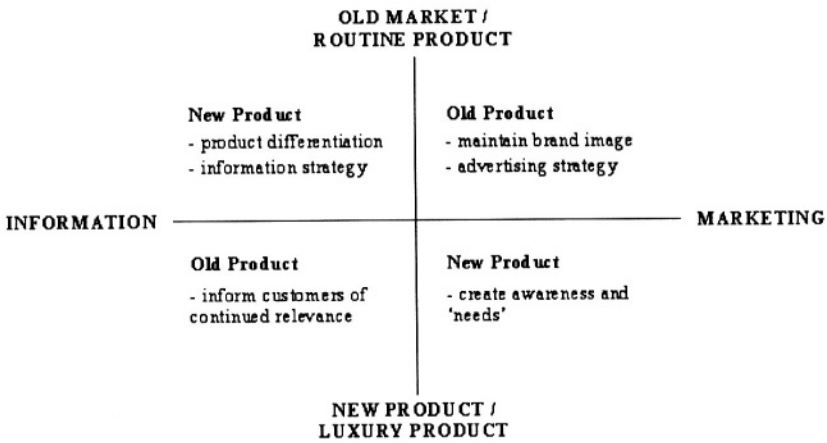 OLD MARKET /
ROUTINE PRODUCT
New Product
- product differentiation
- information strategy
Old Product
- maintain brand image
- advertising strategy
INFORMATION
MARKETING
Old Product
- inform customers of
continued relevance
New Product
- create awareness and
'needs'
NEW PRODUCT /
LUXURY PRODUCT